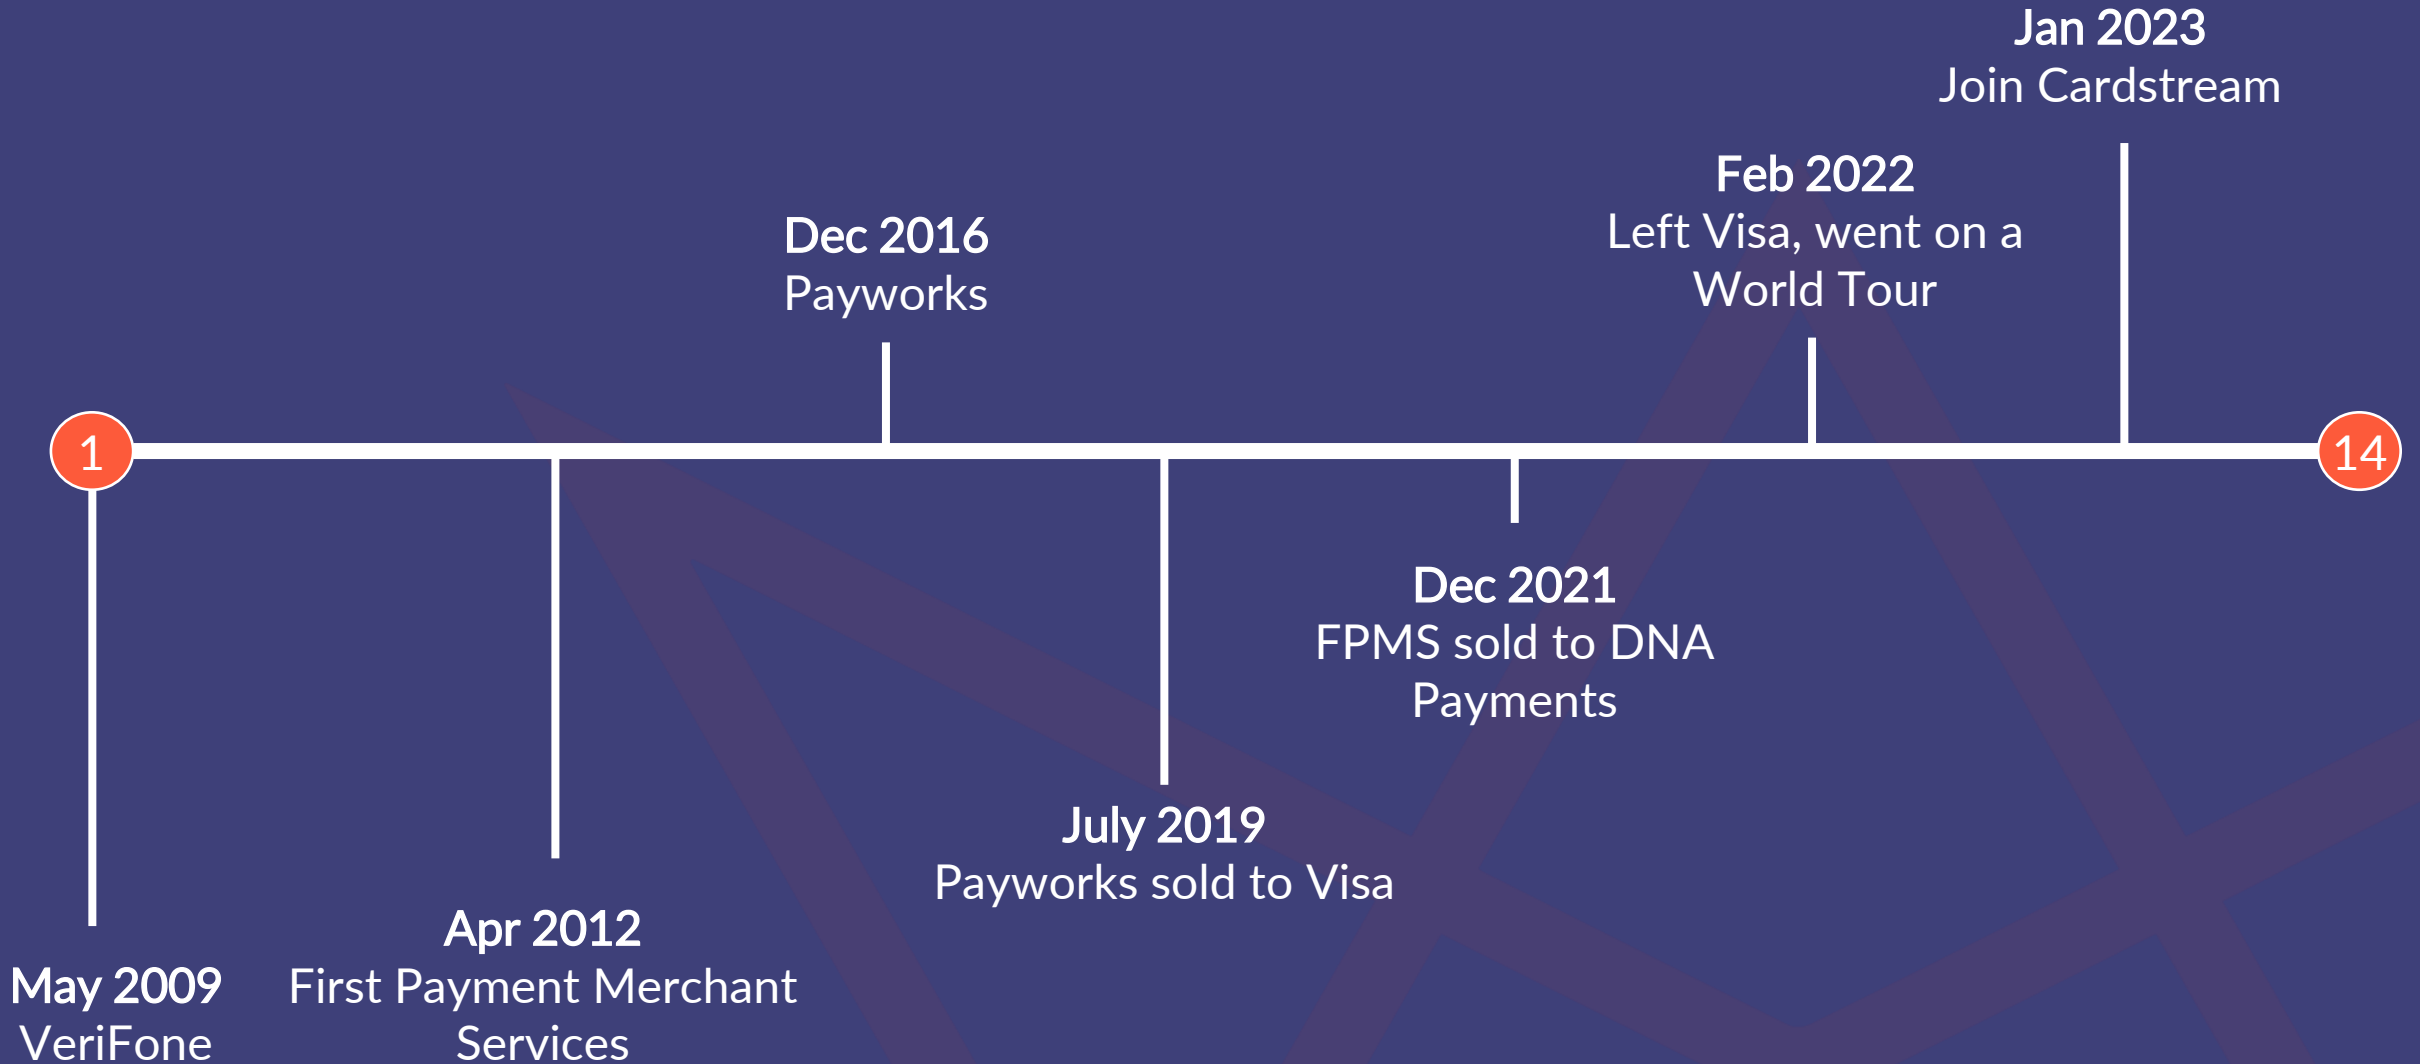 Jan 2023
Join Cardstream
Feb 2022
Left Visa, went on a
World Tour
Dec 2016
Payworks
1
14
Dec 2021
FPMS sold to DNA
Payments
July 2019
Payworks sold to Visa
Apr 2012
First Payment Merchant
Services
May 2009
VeriFone